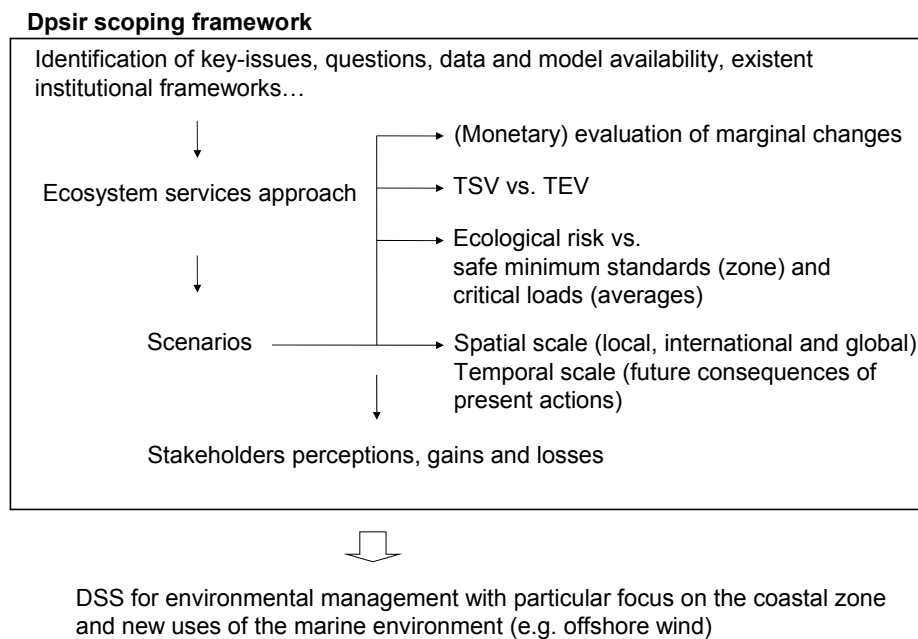 Dpsir scoping framework
Identification of key-issues, questions, data and model availability, existent
institutional frameworks…
(Monetary) evaluation of marginal changes
Ecosystem services approach
TSV vs. TEV
Ecological risk vs.
safe minimum standards (zone) and
critical loads (averages)
Scenarios
Spatial scale (local, international and global)
Temporal scale (future consequences of
present actions)
Stakeholders perceptions, gains and losses
DSS for environmental management with particular focus on the coastal zone
and new uses of the marine environment (e.g. offshore wind)